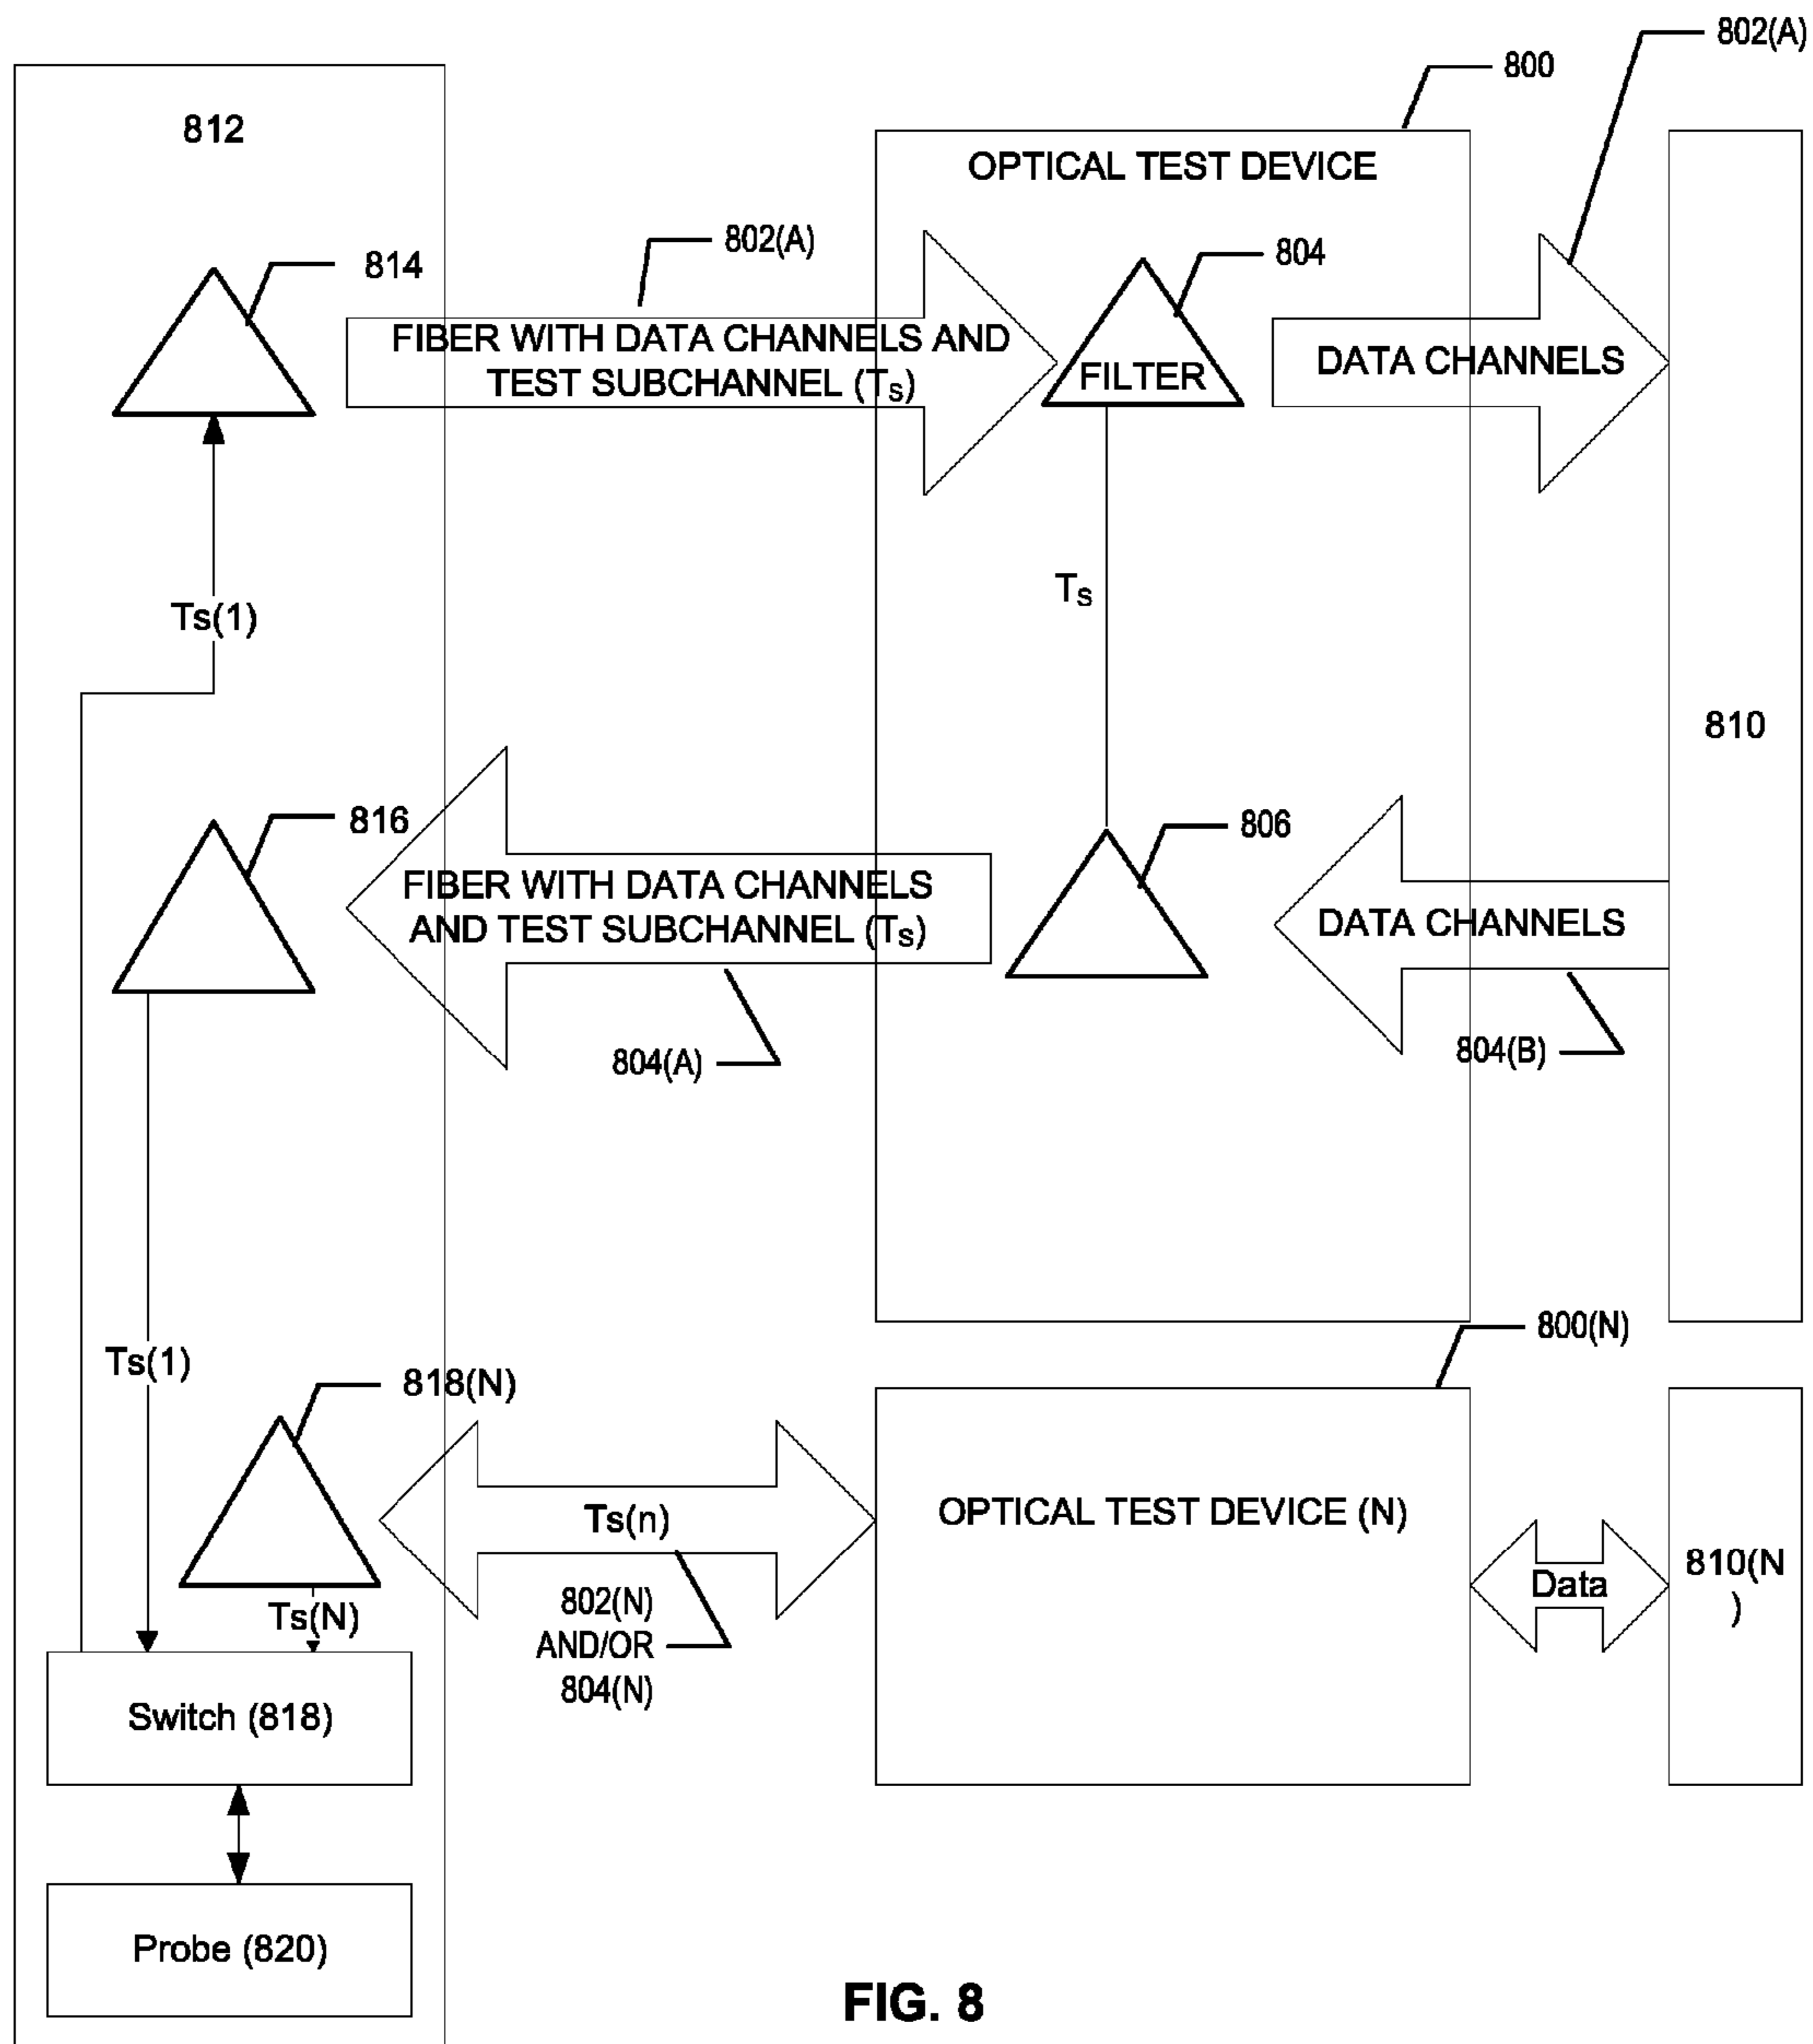 802(A)
800
812
OPTICAL TEST DEVICE
802(A)
804
814
FIBER WITH DATA CHANNELS AND
TEST SUBCHANNEL (Ts)
FILTER
DATA CHANNELS
Ts
Ts(1)
810
816
806
FIBER WITH DATA CHANNELS
AND TEST SUBCHANNEL (Ts)
DATA CHANNELS
804(A)
804(B)
800(N)
Ts(1)
818(N)
Ts(n)
OPTICAL TEST DEVICE (N)
810(N
)
Data
Ts(N)
802(N)
AND/OR
804(N)
Switch (818)
Probe (820)
FIG. 8